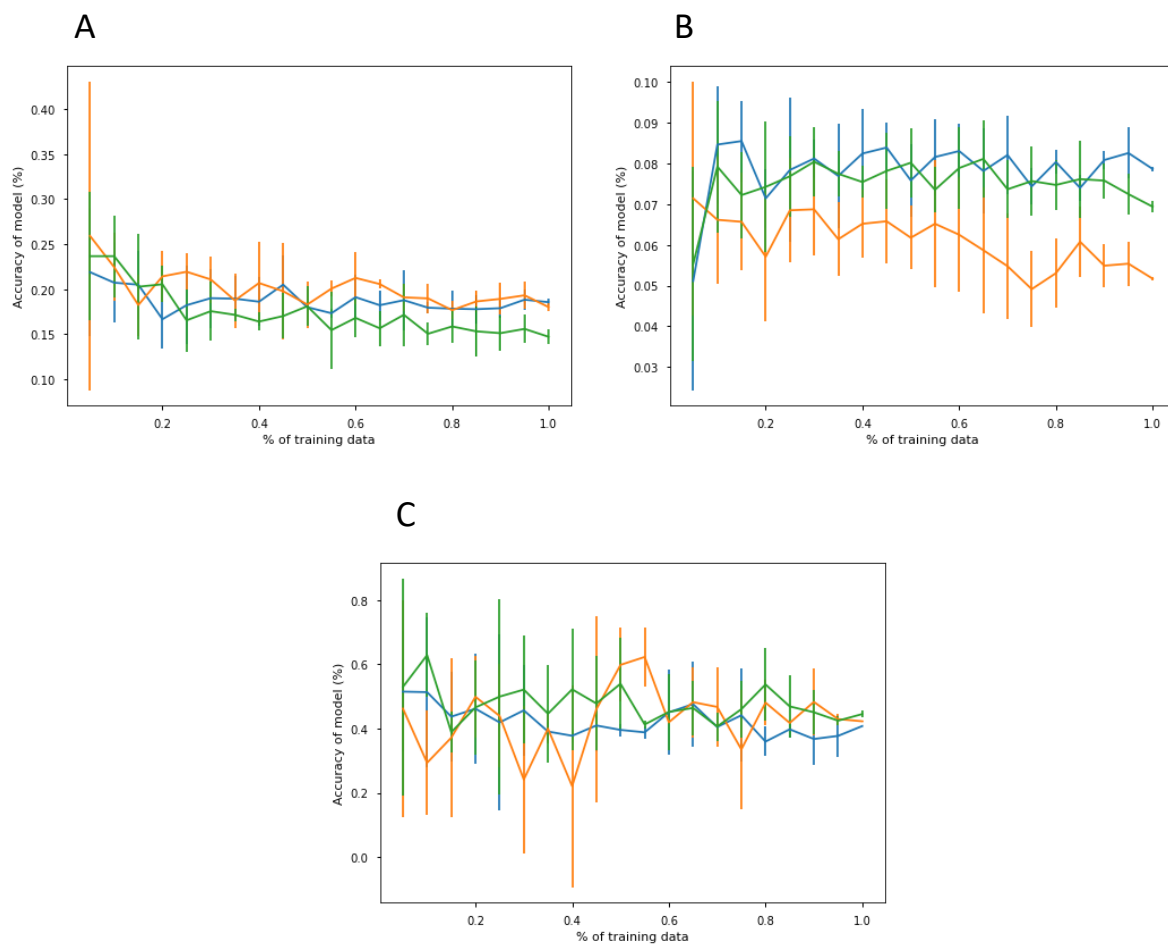 A
Accuracy of model (%)
0.40
0.35
0.30
0.25
0.20
0.15
0.10
0.2 0.4 0.6 0.8 1.0
% of training data
B
Accuracy of model (%)
0.10
0.09
0.08
0.07
0.06
0.05
0.04
0.03
0.2 0.4 0.6 0.8 1.0
% of training data
C
Accuracy of model (%)
0.8
0.6
0.4
0.2
0.0
0.2 0.4 0.6 0.8 1.0
% of training data